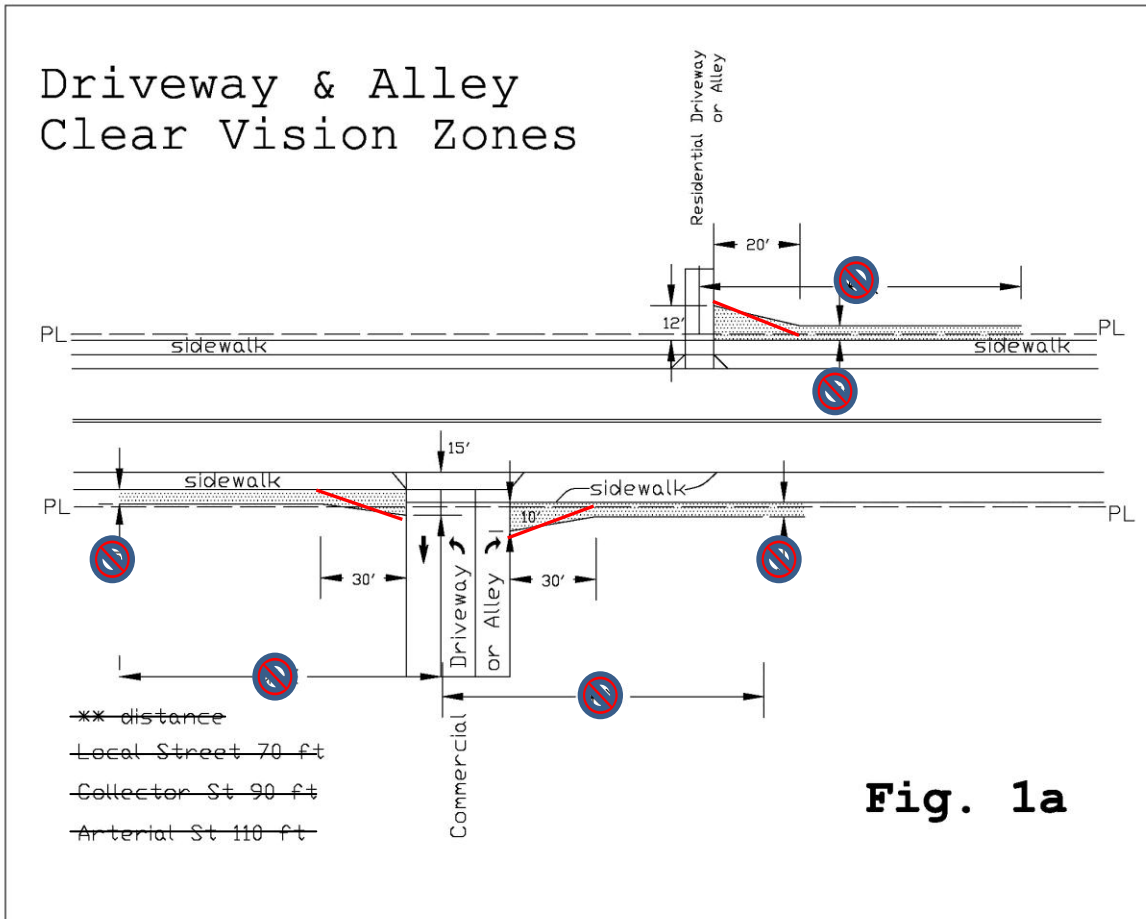 Driveway & Alley
Clear Vision Zones
Residential Driveway
or Alley
20'
12'
PL
PL
sidewalk
sidewalk
15'
sidewalk
sidewalk
PL
PL
10'
30'
30'
Driveway
or Alley
Commercial
** distance
Local Street 70 ft
Collector St 90 ft
Arterial St 110 ft
Fig. 1a